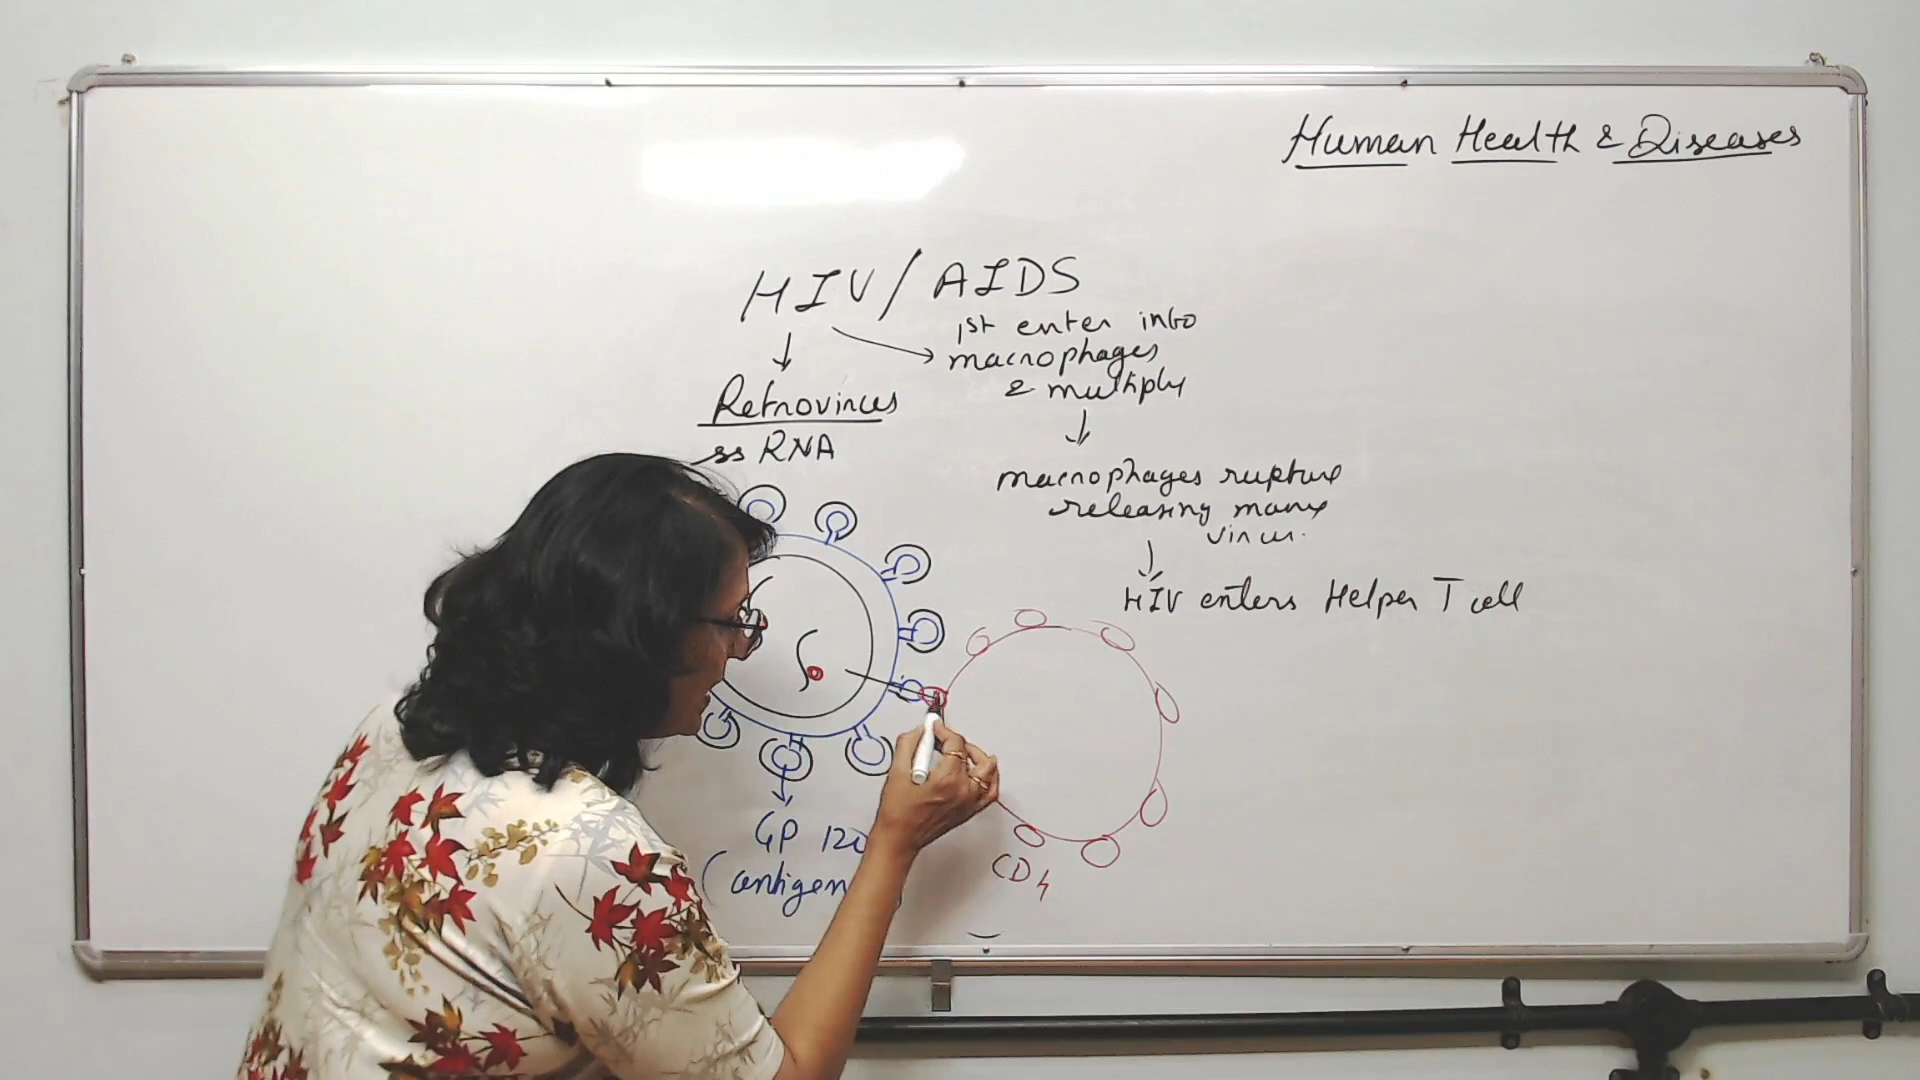 Human Health & Diseases
HIV/AIDS
1st enter into
macrophages
& multiply
Retrovirus
ss RNA
macrophages rupture
releasing many
virus.
HIV enters Helper T cell
GP 120
(antigen
CD4